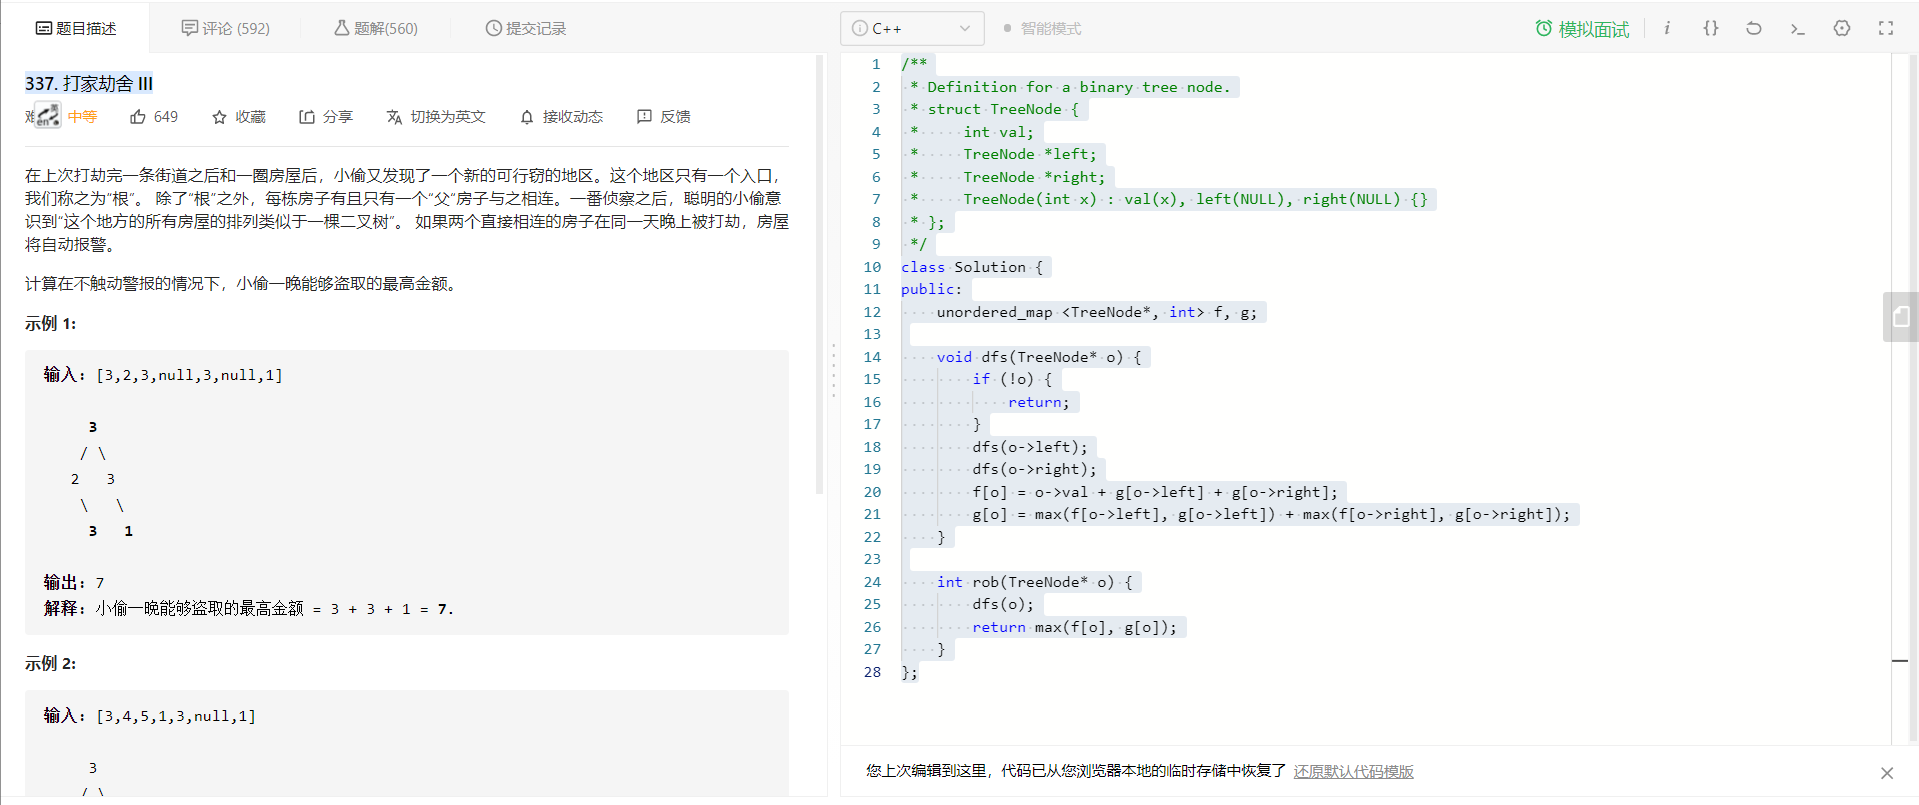 题目描述
评论 (592)
题解(560)
提交记录
337. 打家劫舍 III
中等
649
收藏
分享
切换为英文
接收动态
反馈
在上次打劫完一条街道之后和一圈房屋后，小偷又发现了一个新的可行窃的地区。这个地区只有一个入口，
我们称之为“根”。 除了“根”之外，每栋房子有且只有一个“父“房子与之相连。一番侦察之后，聪明的小偷意
识到“这个地方的所有房屋的排列类似于一棵二叉树”。 如果两个直接相连的房子在同一天晚上被打劫，房屋
将自动报警。
计算在不触动警报的情况下，小偷一晚能够盗取的最高金额。
示例 1:
输入: [3,2,3,null,3,null,1]
3
/ \
2   3
\   \
3   1
输出: 7
解释: 小偷一晚能够盗取的最高金额 = 3 + 3 + 1 = 7.
示例 2:
输入: [3,4,5,1,3,null,1]
3
/ \
C++
智能模式
模拟面试
1 /**
2  * Definition for a binary tree node.
3  * struct TreeNode {
4  *     int val;
5  *     TreeNode *left;
6  *     TreeNode *right;
7  *     TreeNode(int x) : val(x), left(NULL), right(NULL) {}
8  * };
9  */
10 class Solution {
11 public:
12     unordered_map <TreeNode*, int> f, g;
13
14     void dfs(TreeNode* o) {
15         if (!o) {
16             return;
17         }
18         dfs(o->left);
19         dfs(o->right);
20         f[o] = o->val + g[o->left] + g[o->right];
21         g[o] = max(f[o->left], g[o->left]) + max(f[o->right], g[o->right]);
22     }
23
24     int rob(TreeNode* o) {
25         dfs(o);
26         return max(f[o], g[o]);
27     }
28 };
您上次编辑到这里，代码已从您浏览器本地的临时存储中恢复了 还原默认代码模版